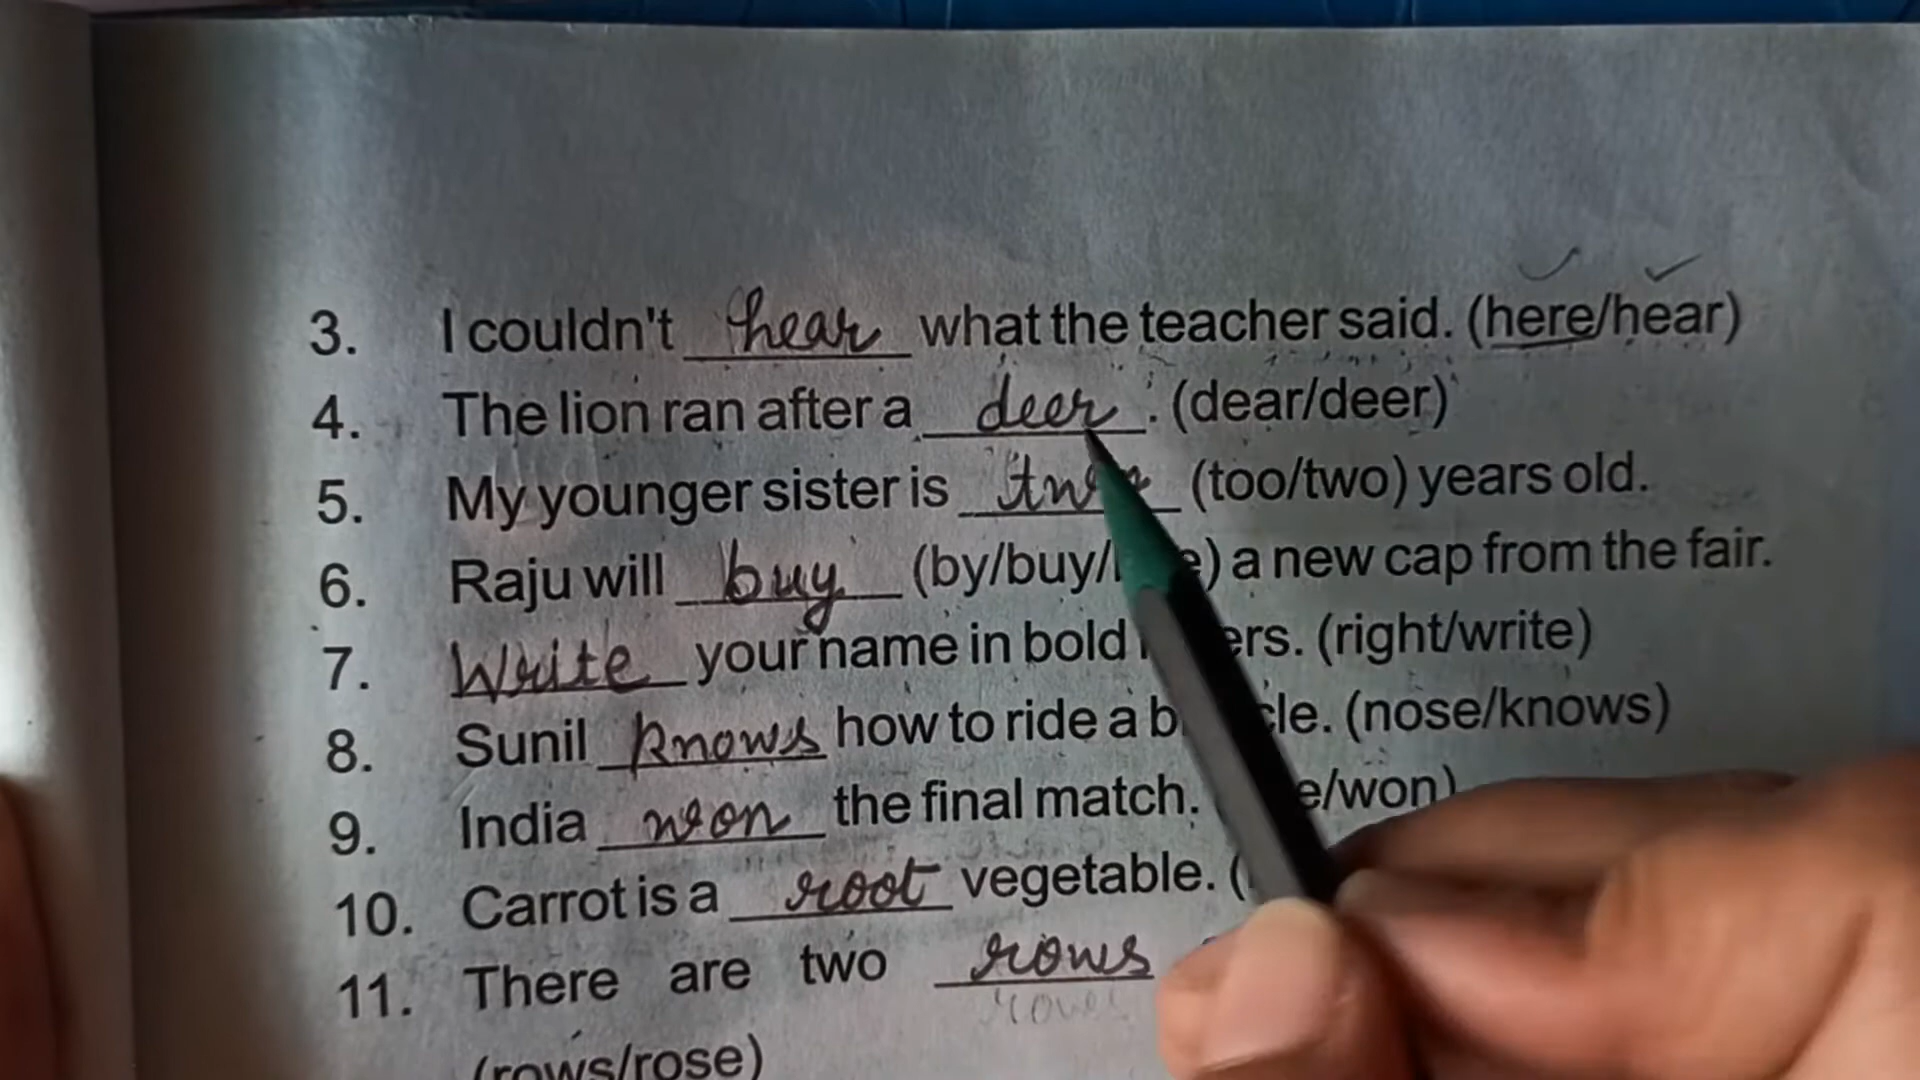 3. I couldn't hear what the teacher said. (here/hear)
4. The lion ran after a deer. (dear/deer)
5. My younger sister is two (too/two) years old.
6. Raju will buy (by/buy/ a new cap from the fair.
7. Write your name in bold (right/write)
8. Sunil knows how to ride a (nose/knows)
9. India won the final match. /won)
10. Carrot is a root vegetable. (
11. There are two rows
(rows/rose)